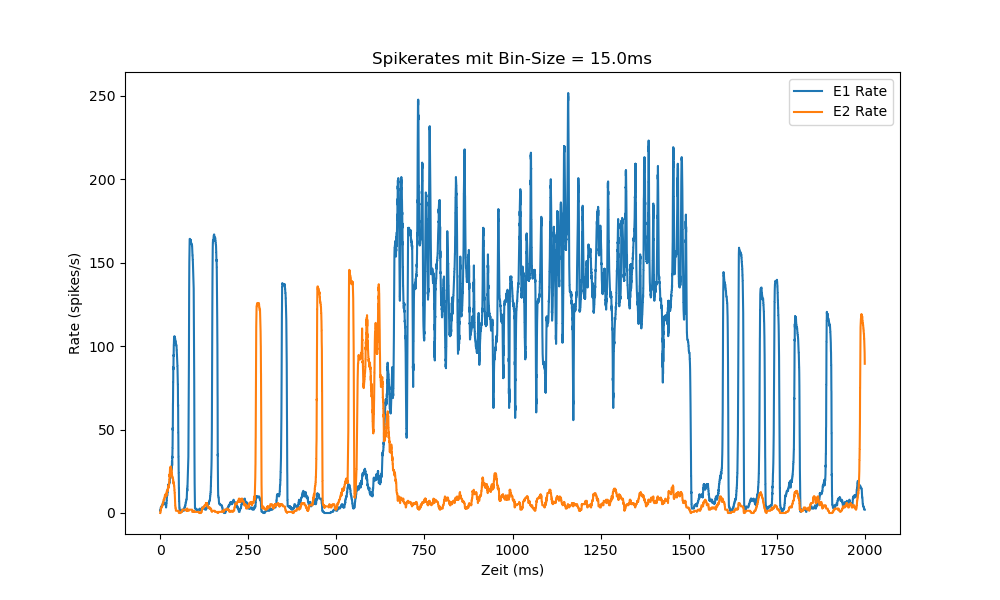 Spikerates mit Bin-Size = 15.0ms
E1 Rate
E2 Rate
250
200
150
100
50
0
Rate (spikes/s)
0 250 500 750 1000 1250 1500 1750 2000
Zeit (ms)